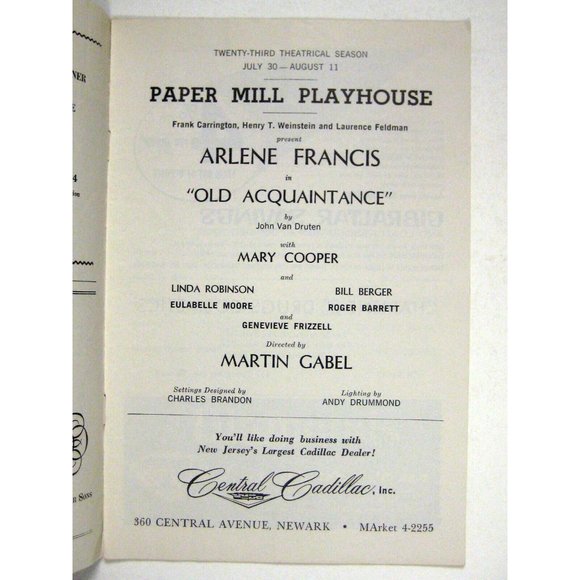 NER
E
4
tion
R SONS
TWENTY-THIRD THEATRICAL SEASON
JULY 30 — AUGUST 11
PAPER MILL PLAYHOUSE
Frank Carrington, Henry T. Weinstein and Laurence Feldman
present
ARLENE FRANCIS
in
"OLD ACQUAINTANCE"
by
John Van Druten
with
MARY COOPER
and
LINDA ROBINSON BILL BERGER
EULABELLE MOORE ROGER BARRETT
and
GENEVIEVE FRIZZELL
Directed by
MARTIN GABEL
Settings Designed by Lighting by
CHARLES BRANDON ANDY DRUMMOND
You'll like doing business with
New Jersey's Largest Cadillac Dealer!
Central Cadillac, Inc.
360 CENTRAL AVENUE, NEWARK • MArket 4-2255